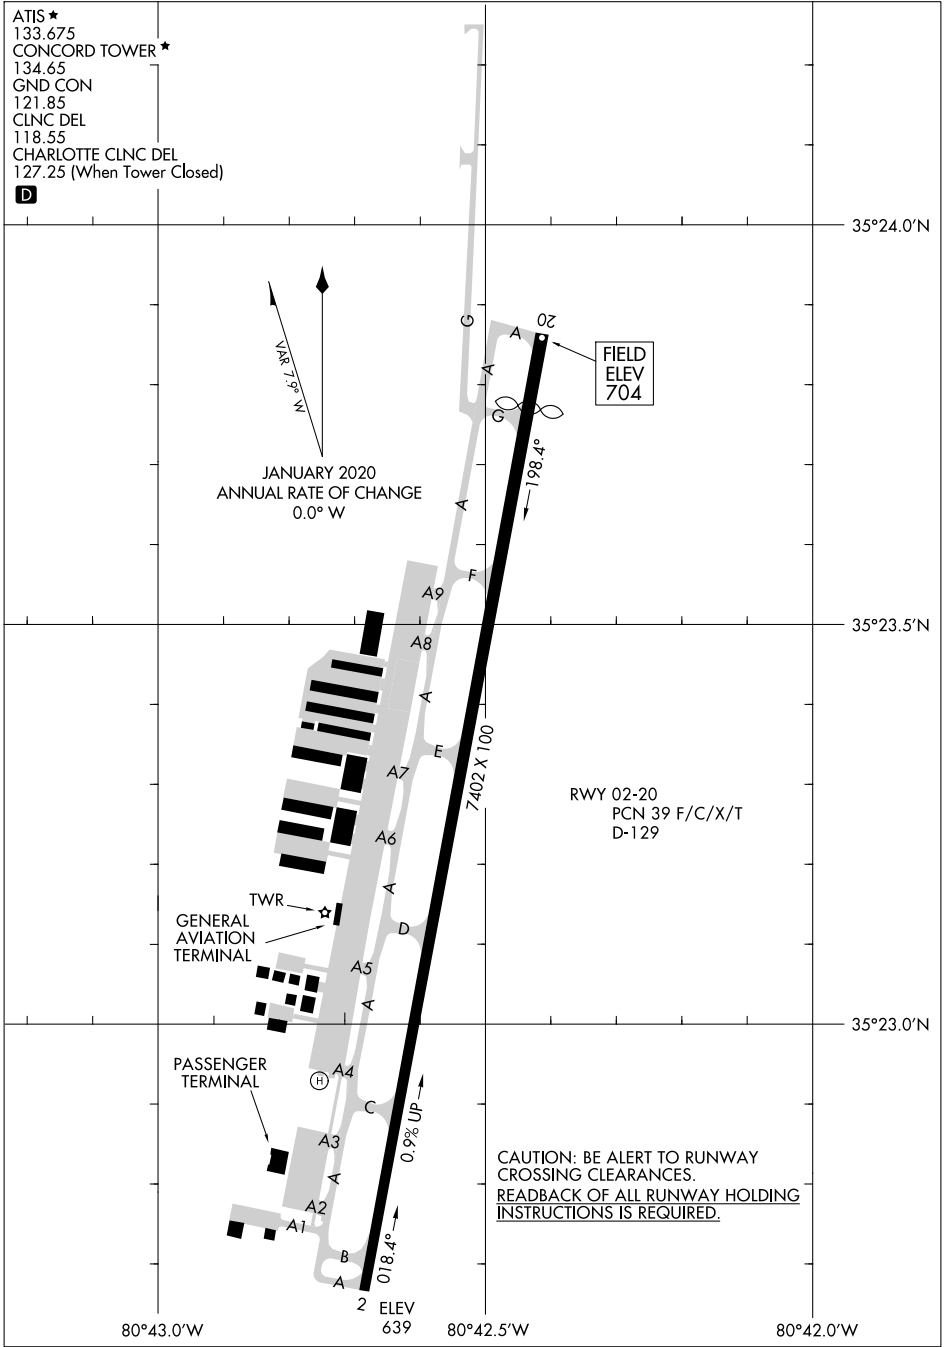 ATIS ★
133.675
CONCORD TOWER ★
134.65
GND CON
121.85
CLNC DEL
118.55
CHARLOTTE CLNC DEL
127.25 (When Tower Closed)
D
35°24.0'N
VAR 7.9° W
JANUARY 2020
ANNUAL RATE OF CHANGE
0.0° W
G
A
20
FIELD
ELEV
704
A
G
198.4°
A
F
A9
35°23.5'N
A8
A
E
7402 X 100
A7
RWY 02-20
PCN 39 F/C/X/T
D-129
A6
A
TWR
GENERAL
AVIATION
TERMINAL
D
A5
A
35°23.0'N
PASSENGER
TERMINAL
A4
H
C
0.9% UP
A3
A
CAUTION: BE ALERT TO RUNWAY
CROSSING CLEARANCES.
READBACK OF ALL RUNWAY HOLDING
INSTRUCTIONS IS REQUIRED.
A2
A1
B
018.4°
A
2
ELEV
639
80°43.0'W
80°42.5'W
80°42.0'W